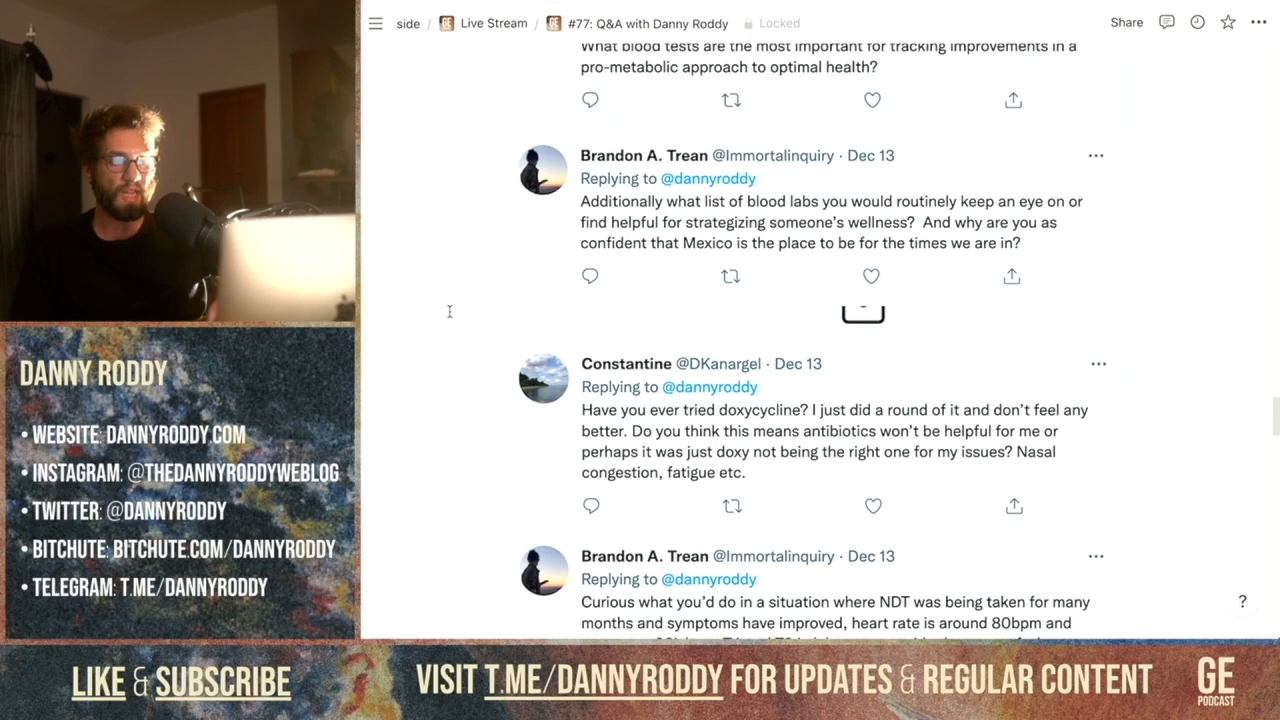 side / GE Live Stream / GE #77: Q&A with Danny Roddy Locked Share
What blood tests are the most important for tracking improvements in a
pro-metabolic approach to optimal health?
Brandon A. Trean @Immortalinquiry · Dec 13
Replying to @dannyroddy
Additionally what list of blood labs you would routinely keep an eye on or
find helpful for strategizing someone's wellness? And why are you as
confident that Mexico is the place to be for the times we are in?
Constantine @DKanargel · Dec 13
Replying to @dannyroddy
Have you ever tried doxycycline? I just did a round of it and don't feel any
better. Do you think this means antibiotics won't be helpful for me or
perhaps it was just doxy not being the right one for my issues? Nasal
congestion, fatigue etc.
Brandon A. Trean @Immortalinquiry · Dec 13
Replying to @dannyroddy
Curious what you'd do in a situation where NDT was being taken for many
months and symptoms have improved, heart rate is around 80bpm and
?
DANNY RODDY
• WEBSITE: DANNYRODDY.COM
• INSTAGRAM: @THEDANNYRODDYWEBLOG
• TWITTER: @DANNYRODDY
• BITCHUTE: BITCHUTE.COM/DANNYRODDY
• TELEGRAM: T.ME/DANNYRODDY
LIKE & SUBSCRIBE
VISIT T.ME/DANNYRODDY FOR UPDATES & REGULAR CONTENT
GE
PODCAST